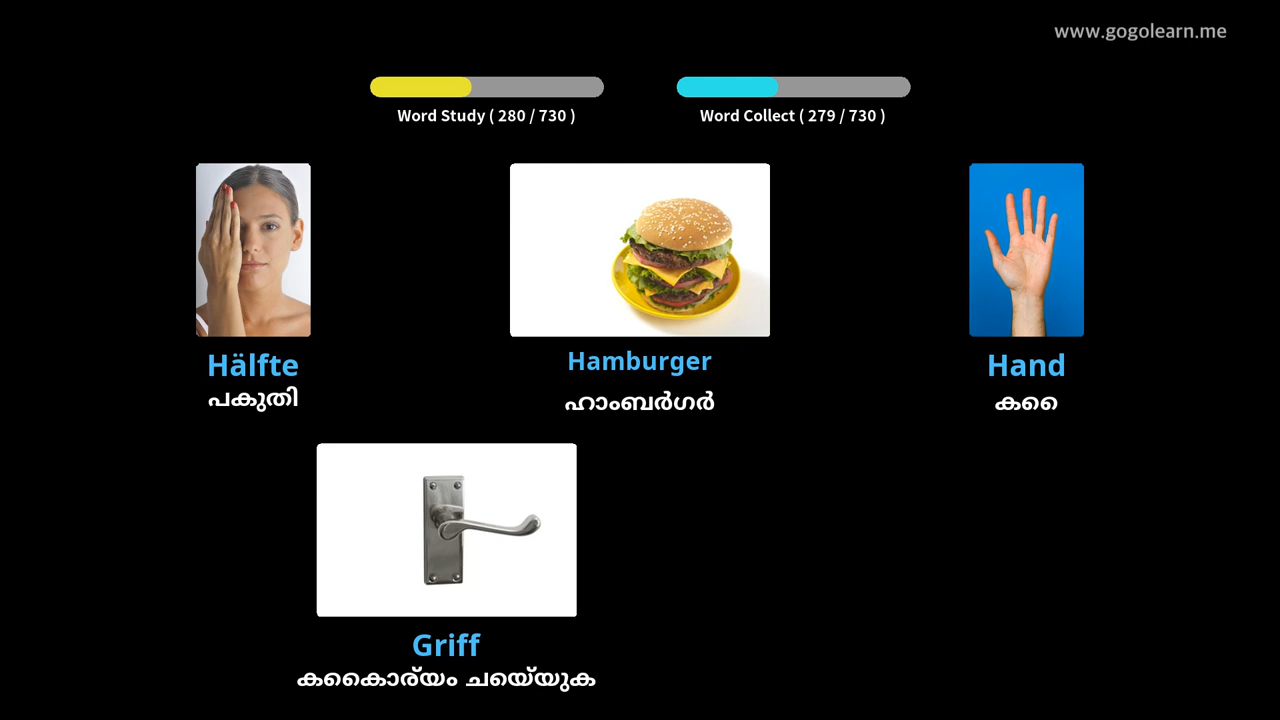 www.gogolearn.me
Word Study ( 280 / 730 )
Word Collect ( 279 / 730 )
Hälfte
പകുതി
Hamburger
ഹാംബർഗർ
Hand
കൈ
Griff
കൈകാര്യം ചെയ്യുക